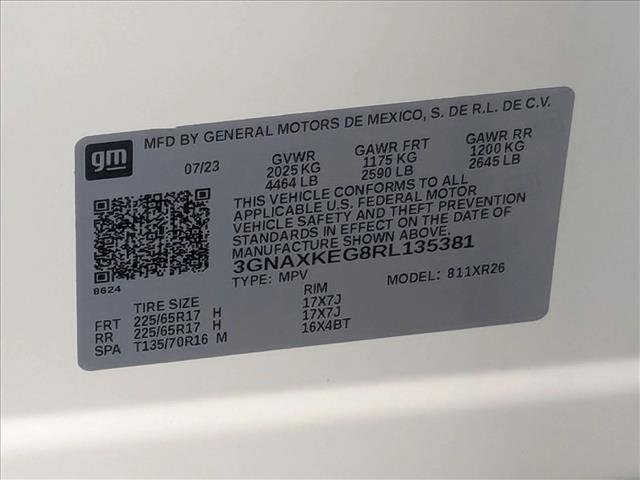 gm
MFD BY GENERAL MOTORS DE MEXICO, S. DE R.L. DE C.V.
07/23 GVWR GAWR FRT GAWR RR
2025 KG 1175 KG 1200 KG
4464 LB 2590 LB 2645 LB
THIS VEHICLE CONFORMS TO ALL
APPLICABLE U.S. FEDERAL MOTOR
VEHICLE SAFETY AND THEFT PREVENTION
STANDARDS IN EFFECT ON THE DATE OF
MANUFACTURE SHOWN ABOVE.
3GNAXKEG8RL135381
8624
TYPE: MPV MODEL: 811XR26
TIRE SIZE RIM
FRT 225/65R17 H 17X7J
RR 225/65R17 H 17X7J
SPA T135/70R16 M 16X4BT